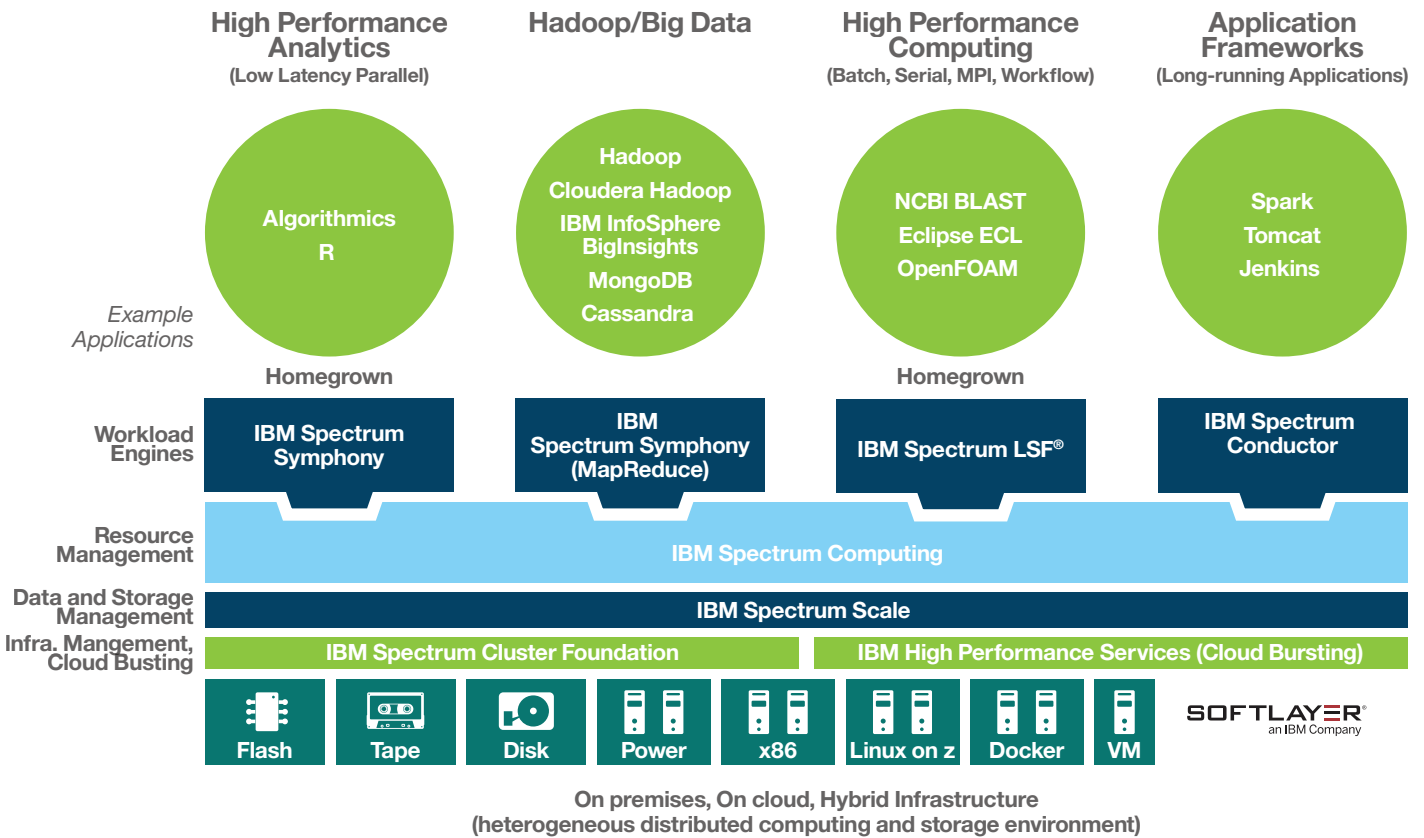 High Performance
Analytics
(Low Latency Parallel)
Hadoop/Big Data
High Performance
Computing
(Batch, Serial, MPI, Workflow)
Application
Frameworks
(Long-running Applications)
Example
Applications
Algorithmics
R
Hadoop
Cloudera Hadoop
IBM InfoSphere
BigInsights
MongoDB
Cassandra
NCBI BLAST
Eclipse ECL
OpenFOAM
Spark
Tomcat
Jenkins
Homegrown
Homegrown
Workload
Engines
IBM Spectrum
Symphony
IBM
Spectrum Symphony
(MapReduce)
IBM Spectrum LSF®
IBM Spectrum
Conductor
Resource
Management
IBM Spectrum Computing
Data and Storage
Management
IBM Spectrum Scale
Infra. Mangement,
Cloud Busting
IBM Spectrum Cluster Foundation
IBM High Performance Services (Cloud Bursting)
Flash
Tape
Disk
Power
x86
Linux on z
Docker
VM
SOFTLAYER®
an IBM Company
On premises, On cloud, Hybrid Infrastructure
(heterogeneous distributed computing and storage environment)